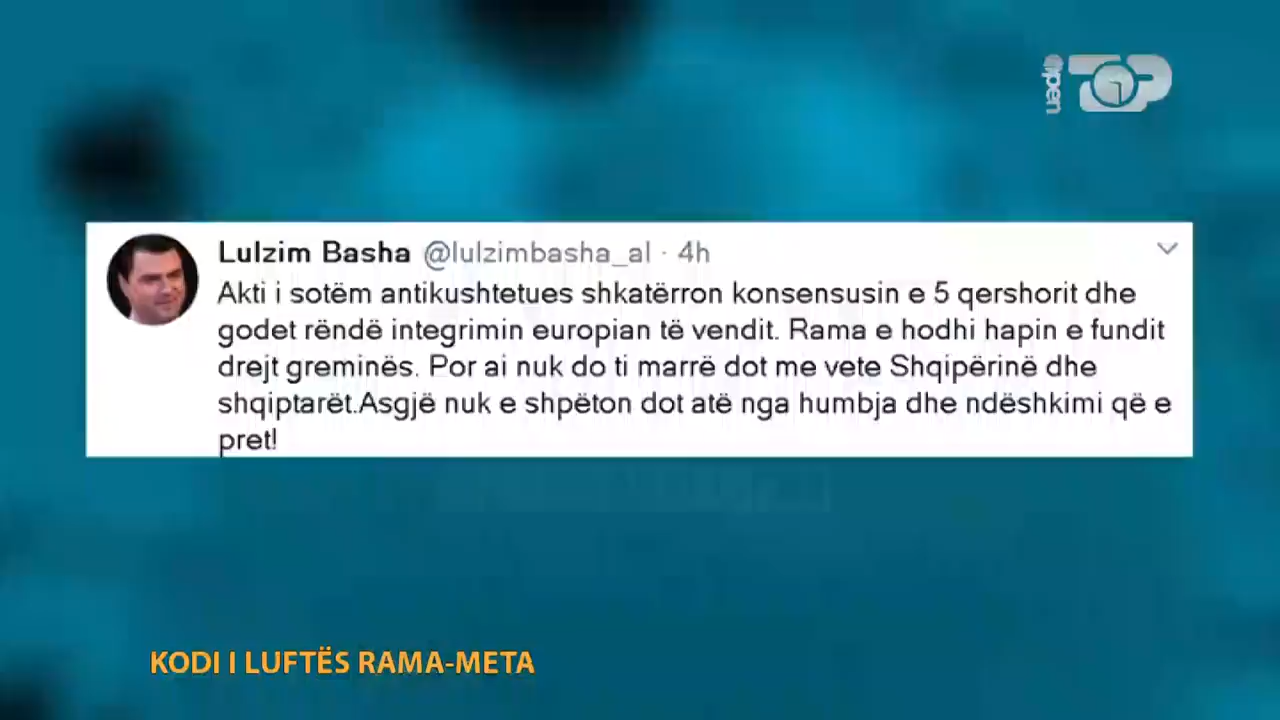 open TOP
Lulzim Basha @lulzimbasha_al · 4h
Akti i sotëm antikushtetues shkatërron konsensusin e 5 qershorit dhe
godet rëndë integrimin europian të vendit. Rama e hodhi hapin e fundit
drejt greminës. Por ai nuk do ti marrë dot me vete Shqipërinë dhe
shqiptarët.Asgjë nuk e shpëton dot atë nga humbja dhe ndëshkimi që e
pret!
KODI I LUFTËS RAMA-META